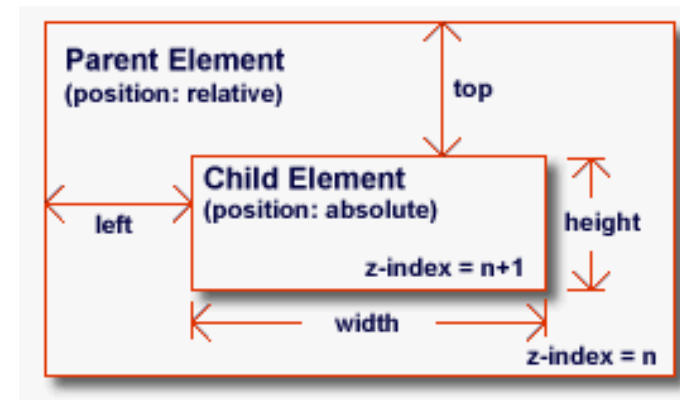 Parent Element
(position: relative)
top
Child Element
(position: absolute)
left
height
z-index = n+1
width
z-index = n